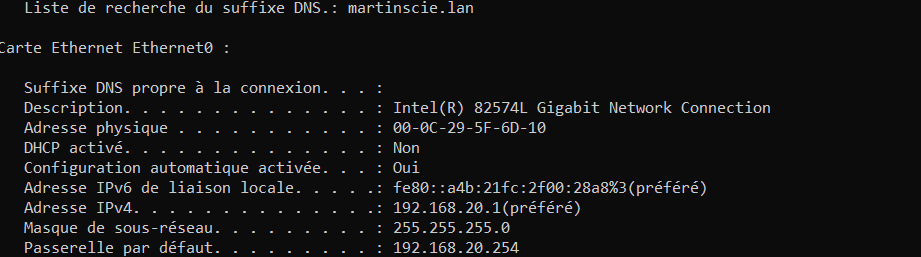 Liste de recherche du suffixe DNS.: martinscie.lan
Carte Ethernet Ethernet0 :
Suffixe DNS propre à la connexion. . . :
Description. . . . . . . . . . . . . . : Intel(R) 82574L Gigabit Network Connection
Adresse physique . . . . . . . . . . . : 00-0C-29-5F-6D-10
DHCP activé. . . . . . . . . . . . . . : Non
Configuration automatique activée. . . : Oui
Adresse IPv6 de liaison locale. . . . .: fe80::a4b:21fc:2f00:28a8%3(préféré)
Adresse IPv4. . . . . . . . . . . . . .: 192.168.20.1(préféré)
Masque de sous-réseau. . . . . . . . . : 255.255.255.0
Passerelle par défaut. . . . . . . . . : 192.168.20.254